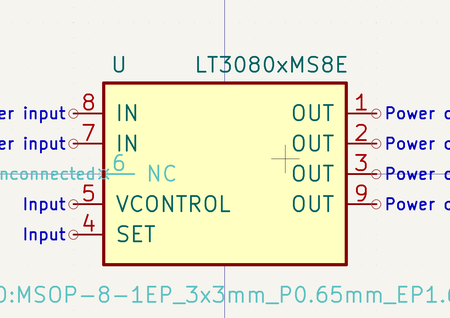 U LT3080xMS8E
er input 8 IN OUT 1 Power o
er input 7 IN OUT 2 Power o
nconnected 6 NC OUT 3 Power o
Input 5 VCONTROL OUT 9 Power o
Input 4 SET
O:MSOP-8-1EP_3x3mm_P0.65mm_EP1.6